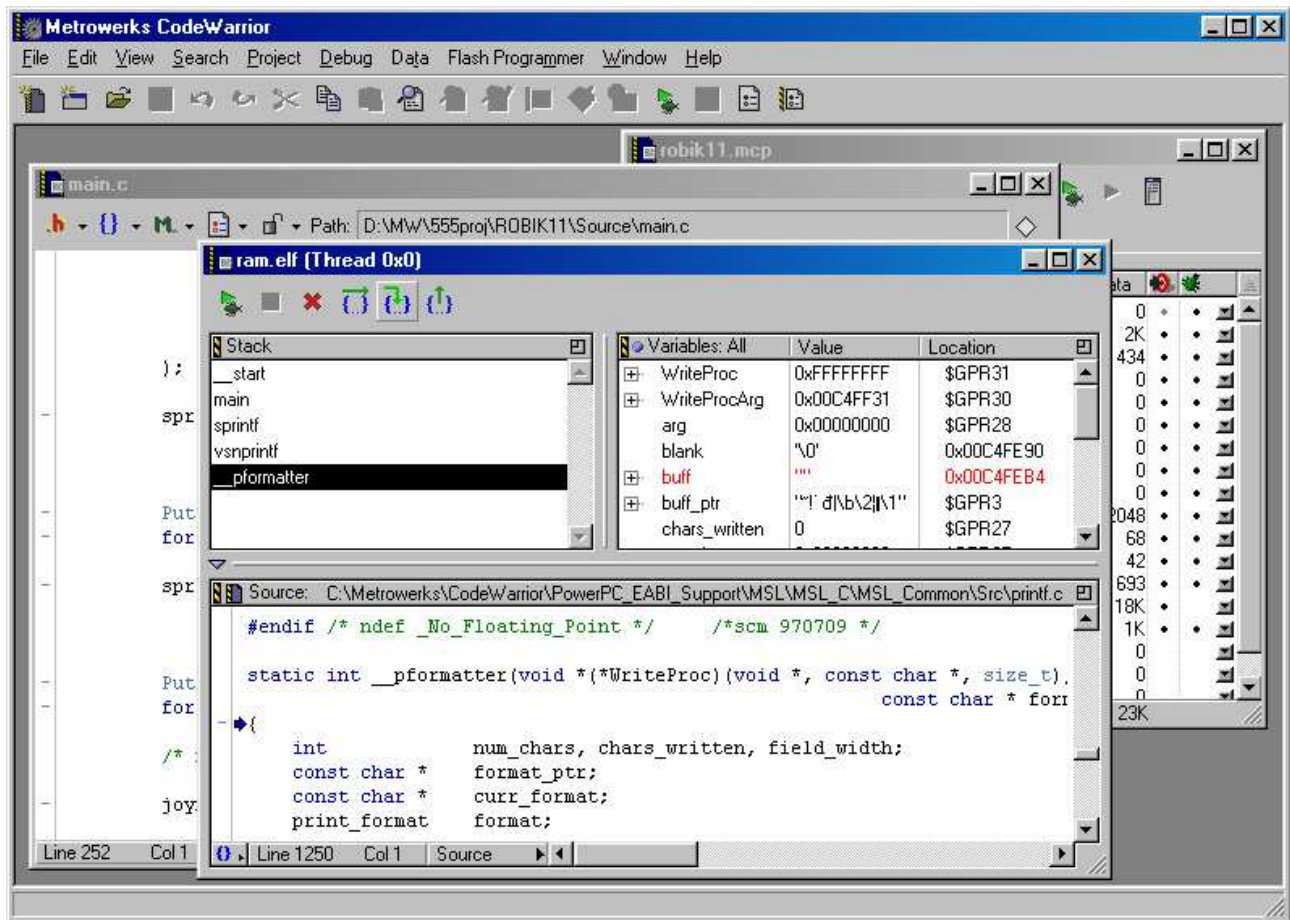 Metrowerks CodeWarrior
File Edit View Search Project Debug Data Flash Programmer Window Help
robik11.mcp
main.c
Path: D:\MW\555proj\ROBIK11\Source\main.c
ram.elf (Thread 0x0)
Stack
__start
main
sprintf
vsnprintf
__pformatter
Variables: All Value Location
WriteProc 0xFFFFFFFF $GPR31
WriteProcArg 0x00C4FF31 $GPR30
arg 0x00000000 $GPR28
blank '\0' 0x00C4FE90
buff "" 0x00C4FEB4
buff_ptr $GPR3
chars_written 0 $GPR27
Source: C:\Metrowerks\CodeWarrior\PowerPC_EABI_Support\MSL\MSL_C\MSL_Common\Src\printf.c
#endif /* ndef _No_Floating_Point */ /*scm 970709 */
static int __pformatter(void *(*WriteProc)(void *, const char *, size_t),
const char * for
{
int num_chars, chars_written, field_width;
const char * format_ptr;
const char * curr_format;
print_format format;
Line 1250 Col 1 Source
);
spr
Put
for
spr
Put
for
/*
joy
Line 252 Col 1
ata
0
2K
434
0
0
0
0
0
2048
68
42
693
18K
1K
0
0
0
23K